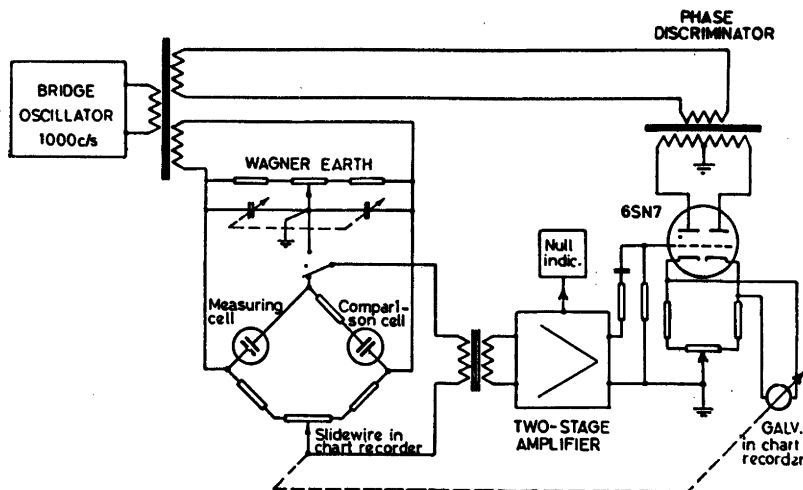 PHASE
DISCRIMINATOR
BRIDGE
OSCILLATOR
1000c/s
WAGNER EARTH
6SN7
Null
indic.
Measuring
cell
Compari-
son cell
Slidewire in
chart recorder
TWO-STAGE
AMPLIFIER
GALV.
in chart
recorder